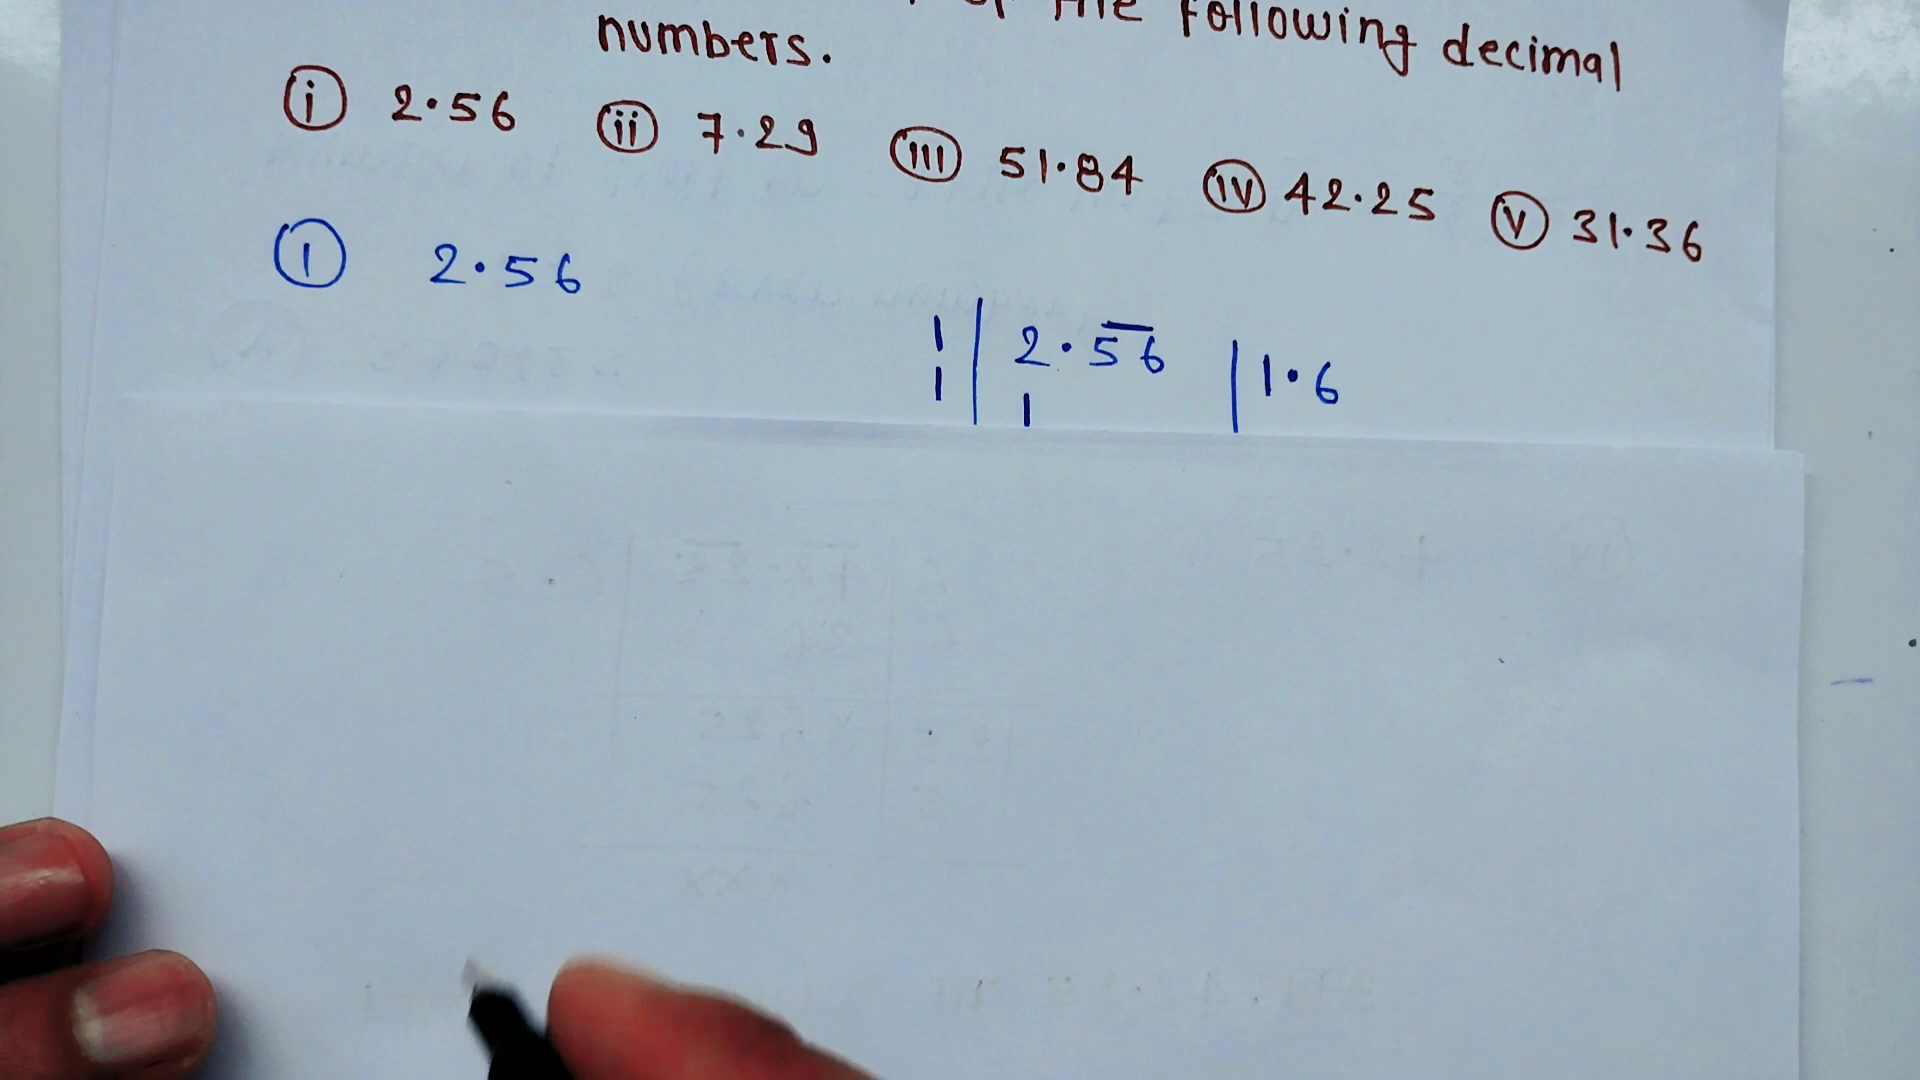 the following decimal
numbers.
(i) 2.56 (ii) 7.29 (iii) 51.84 (iv) 42.25 (v) 31.36
(1) 2.56
1 | 2.56 | 1.6
1 | 1